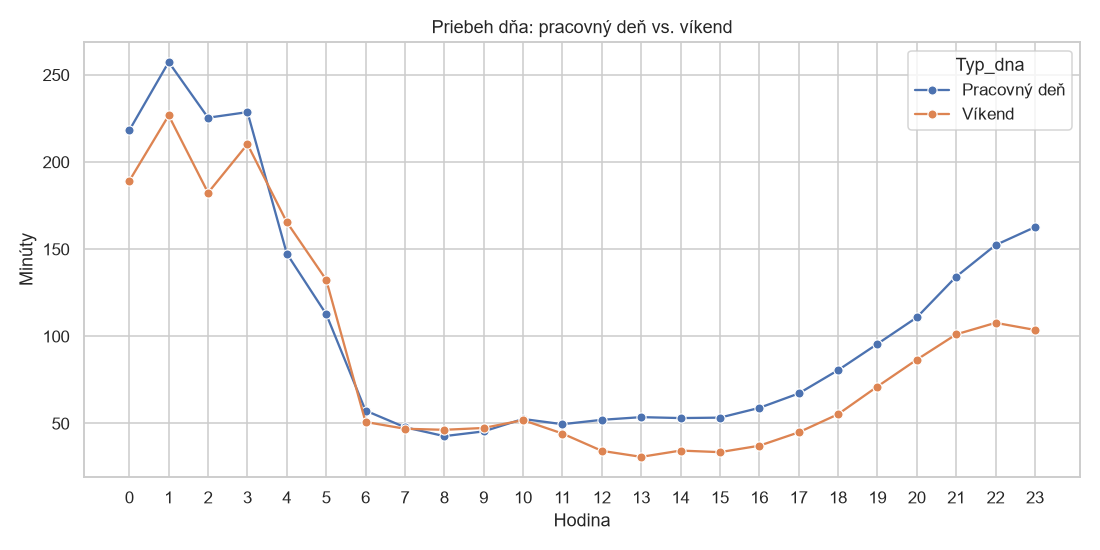 Priebeh dňa: pracovný deň vs. víkend
Typ_dna
Pracovný deň
Víkend
Minúty
250
200
150
100
50
0 1 2 3 4 5 6 7 8 9 10 11 12 13 14 15 16 17 18 19 20 21 22 23
Hodina